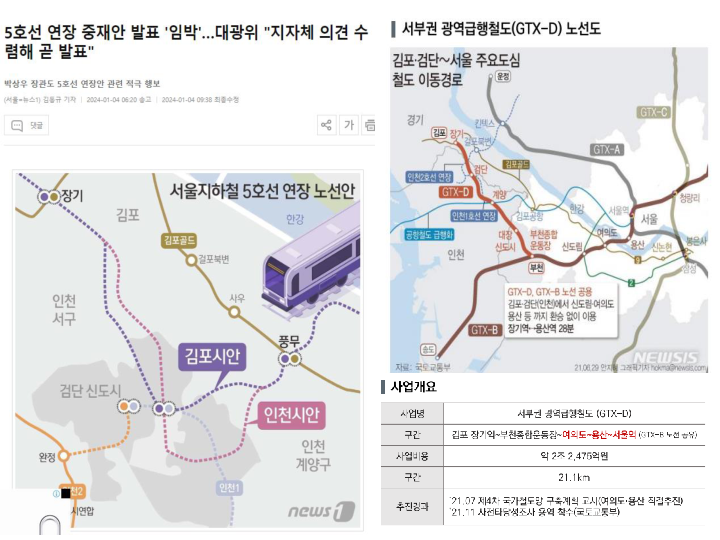 5호선 연장 중재안 발표 '임박'...대광위 "지자체 의견 수
렴해 곧 발표"
박상우 장관도 5호선 연장안 관련 적극 행보
(서울=뉴스1) 김동규 기자 | 2024-01-04 06:20 송고 | 2024-01-04 09:38 최종수정
댓글
가
서울지하철 5호선 연장 노선안
장기
김포
한강
김포골드
걸포북변
인천
서구
사우
풍무
김포시안
검단 신도시
인천시안
인천
계양구
완정
인천2
인천1
시연합
news1
서부권 광역급행철도(GTX-D) 노선도
김포·검단~서울 주요도심
철도 이동경로
운정
GTX-C
경기
킨텍스
김포
장기
걸포북변
GTX-A
김포골드
검단
인천2호선 연장
GTX-D
계양
청량리
인천1호선 연장
김포공항
한강
서울역
서울
공항철도 급행화
대장
신도시
부천종합
운동장
여의도
신도림
용산
신논현
봉은사
삼성
인천
부천
9
2
GTX-D, GTX-B 노선 공용
김포·검단(인천)에서 신도림·여의도
용산 등 까지 환승 없이 이용
장기역↔용산역 28분
GTX-B
송도
NEWSIS
자료: 국토교통부
21.06.29 안지혜 그래픽기자 hokma@newsis.com
사업개요
사업명 서부권 광역급행철도 (GTX-D)
구간 김포 장기역~부천종합운동장~여의도~용산~서울역 (GTX-B 노선 공유)
사업비용 약 2조 2,475억원
구간 21.1km
추진경과 '21.07 제4차 국가철도망 구축계획 고시(여의도·용산 직결추진)
'21.11 사전타당성조사 용역 착수(국토교통부)